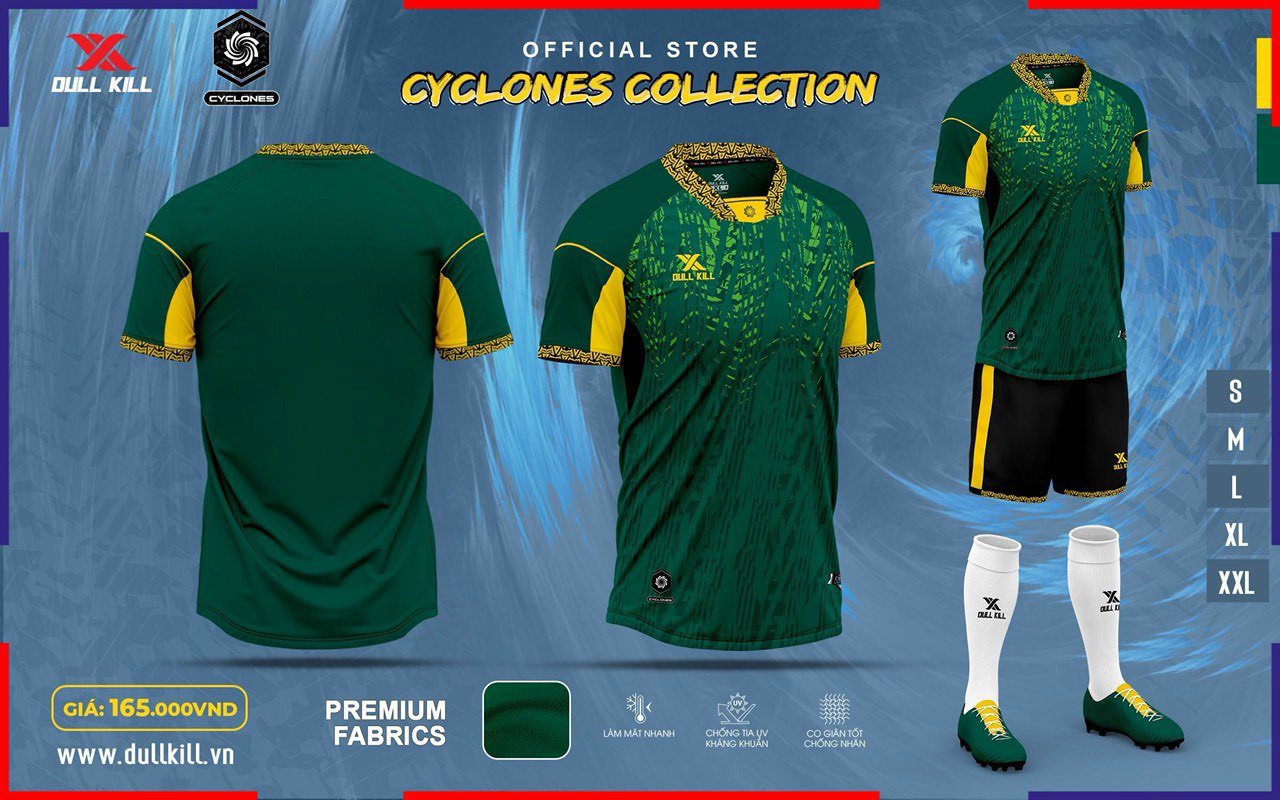 DULL KILL
CYCLONES
OFFICIAL STORE
CYCLONES COLLECTION
DULL KILL
CYCLONES
DULL KILL
CYCLONES
DULL KILL
DULL KILL
DULL KILL
S
M
L
XL
XXL
GIÁ: 165.000VND
www.dullkill.vn
PREMIUM
FABRICS
LÀM MÁT NHANH
UV
CHỐNG TIA UV
KHÁNG KHUẨN
CO GIÃN TỐT
CHỐNG NHĂN